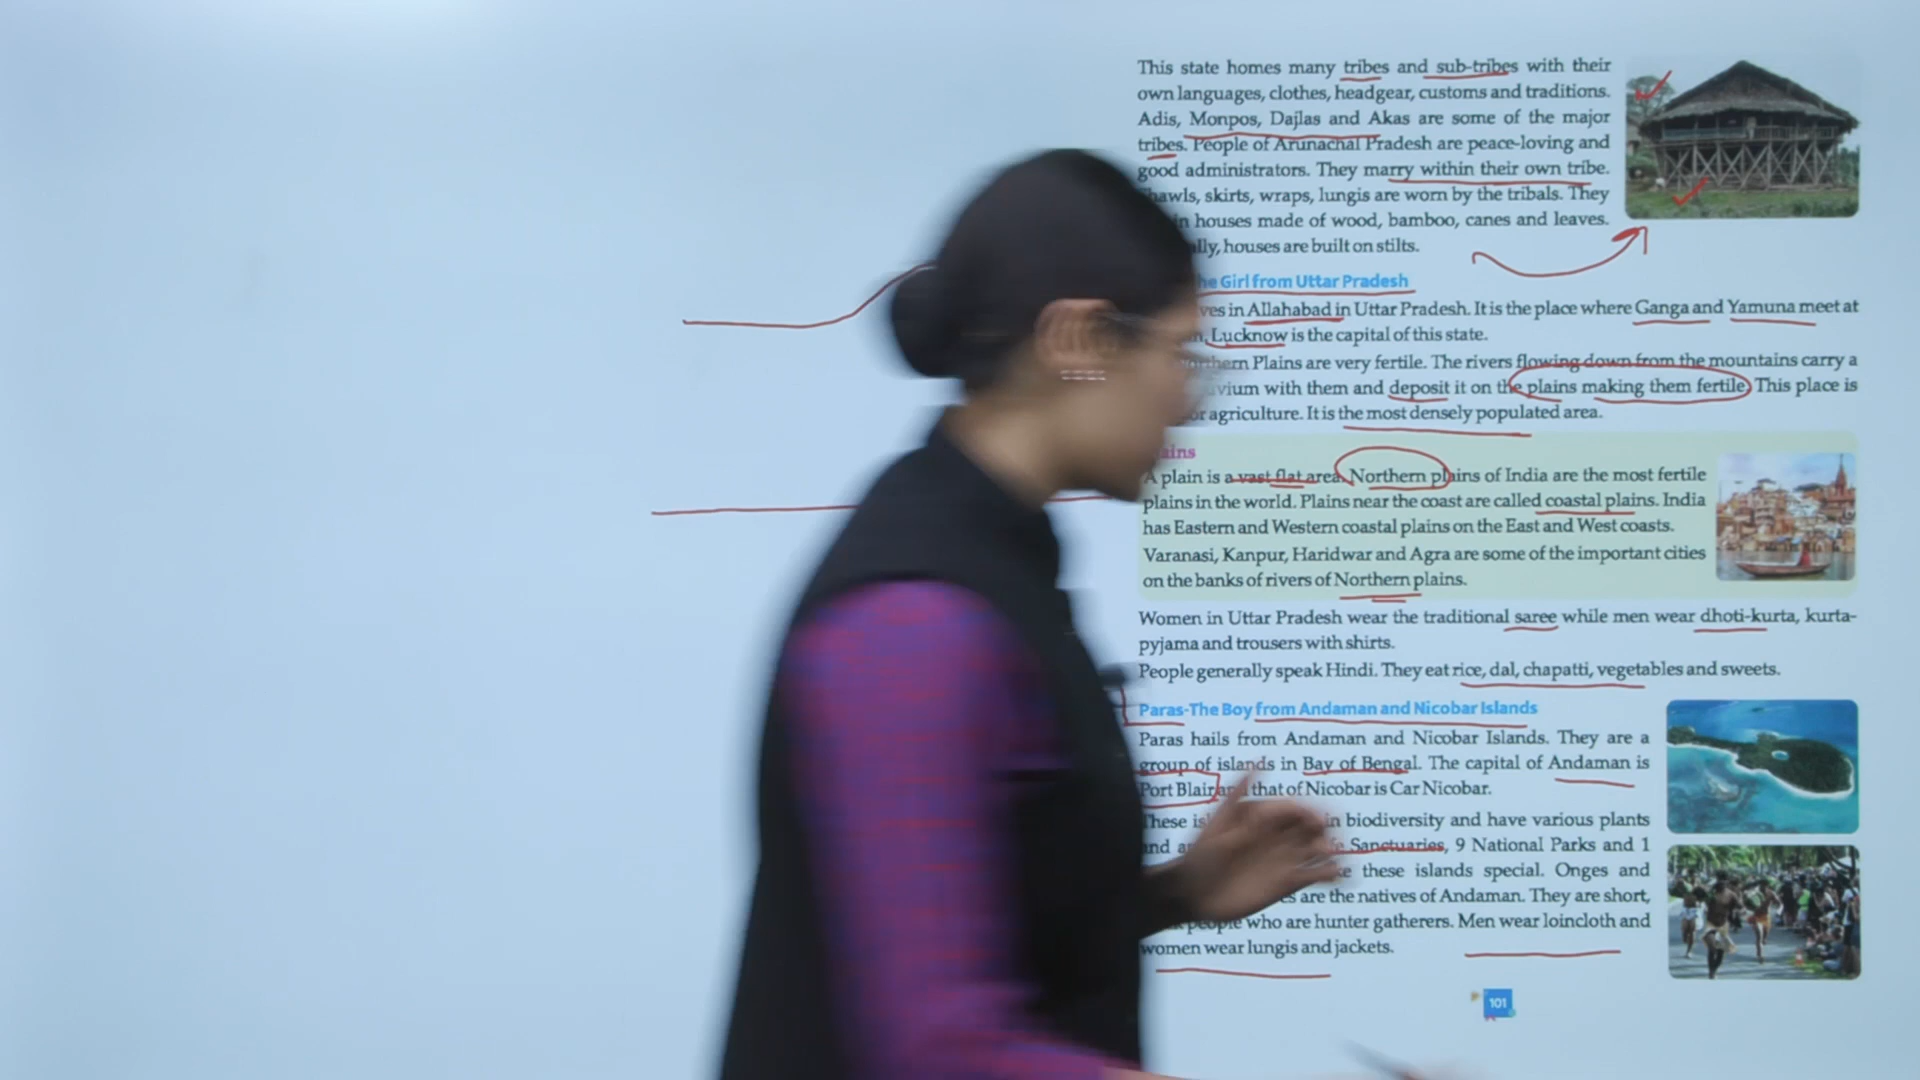 This state homes many tribes and sub-tribes with their
own languages, clothes, headgear, customs and traditions.
Adis, Monpos, Dajlas and Akas are some of the major
tribes. People of Arunachal Pradesh are peace-loving and
good administrators. They marry within their own tribe.
skirts, wraps, lungis are worn by the tribals. They
houses made of wood, bamboo, canes and leaves.
houses are built on stilts.
Girl from Uttar Pradesh
in Allahabad in Uttar Pradesh. It is the place where Ganga and Yamuna meet at
Lucknow is the capital of this state.
Plains are very fertile. The rivers flowing down from the mountains carry a
with them and deposit it on the plains making them fertile. This place is
agriculture. It is the most densely populated area.
A plain is a vast flat area. Northern plains of India are the most fertile
plains in the world. Plains near the coast are called coastal plains. India
has Eastern and Western coastal plains on the East and West coasts.
Varanasi, Kanpur, Haridwar and Agra are some of the important cities
on the banks of rivers of Northern plains.
Women in Uttar Pradesh wear the traditional saree while men wear dhoti-kurta, kurta-
pyjama and trousers with shirts.
People generally speak Hindi. They eat rice, dal, chapatti, vegetables and sweets.
Paras-The Boy from Andaman and Nicobar Islands
Paras hails from Andaman and Nicobar Islands. They are a
group of islands in Bay of Bengal. The capital of Andaman is
Port Blair and that of Nicobar is Car Nicobar.
These in biodiversity and have various plants
and Sanctuaries, 9 National Parks and 1
these islands special. Onges and
are the natives of Andaman. They are short,
people who are hunter gatherers. Men wear loincloth and
women wear lungis and jackets.
101